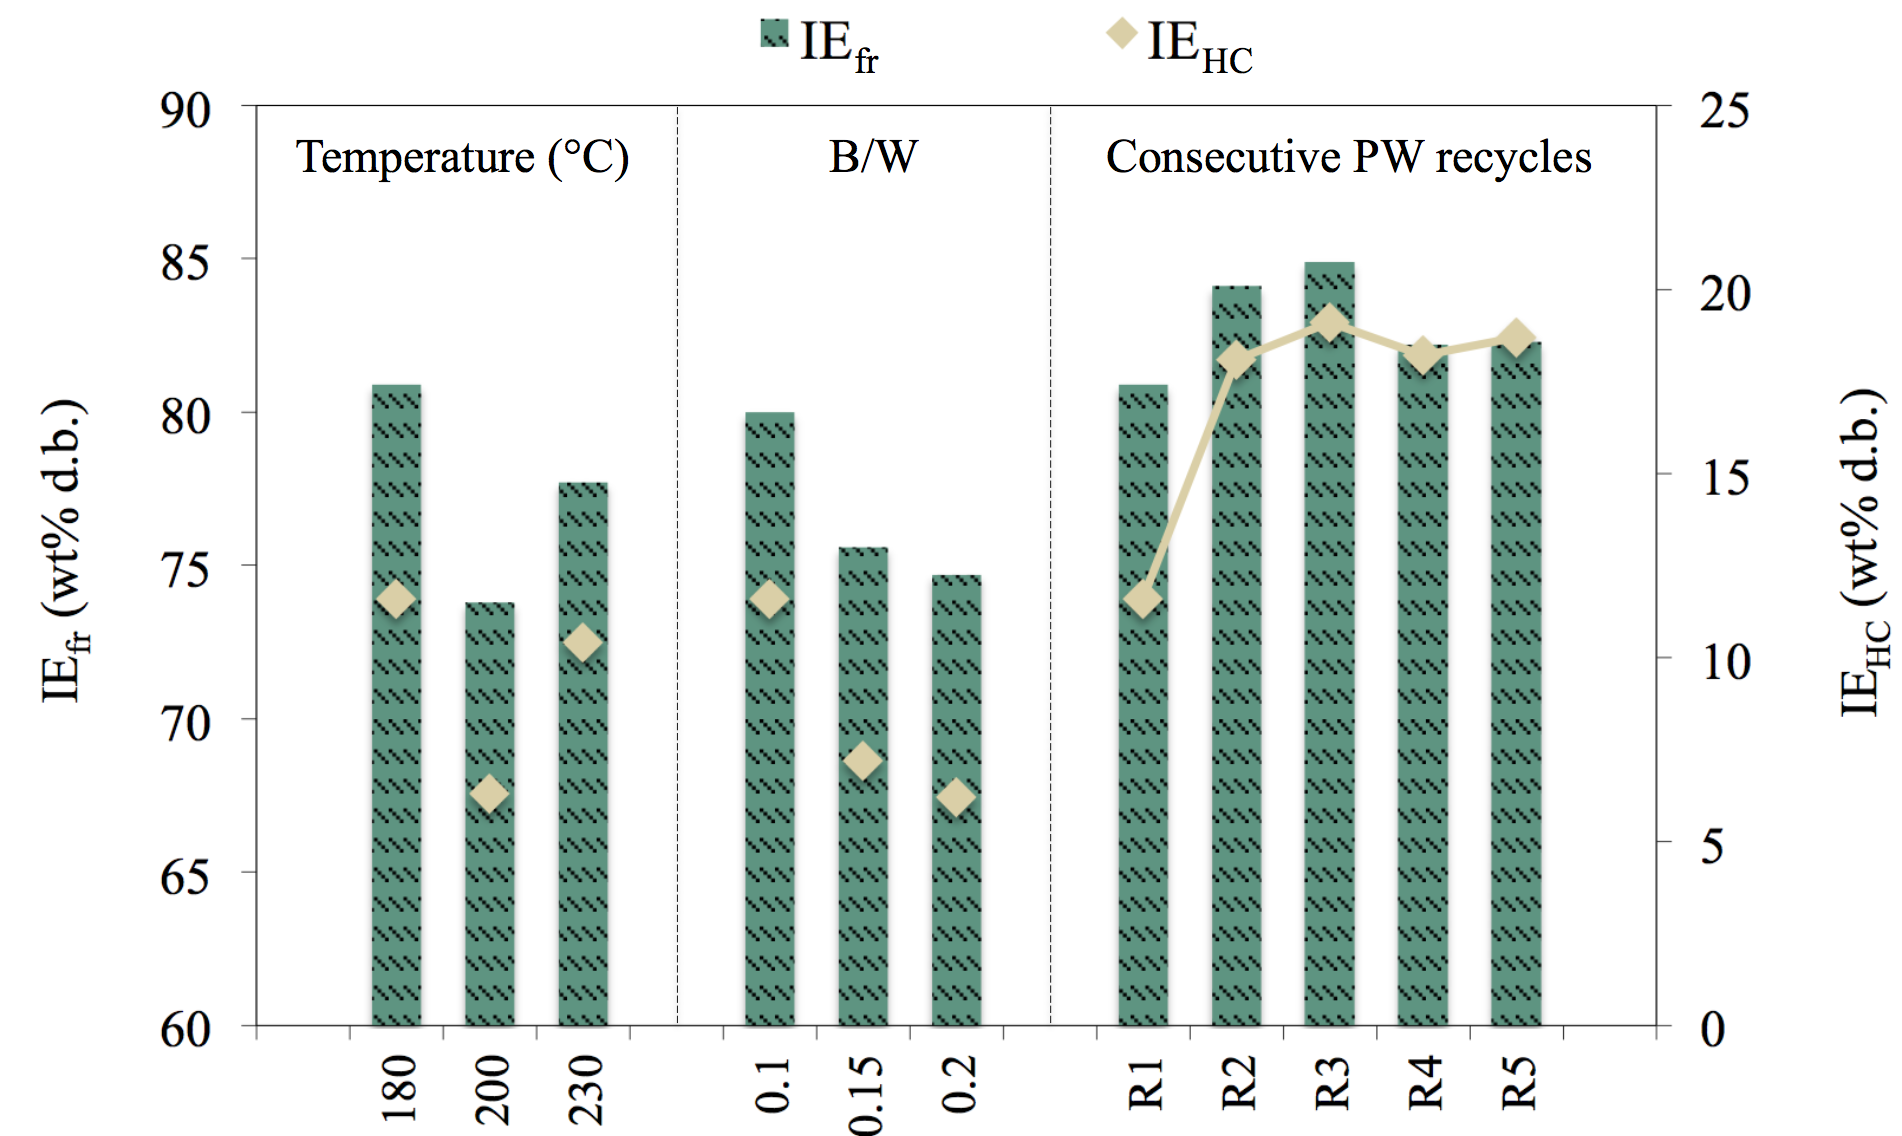 IEfr IEHC
90 25
Temperature (°C) B/W Consecutive PW recycles
85
20
80
15
75
10
70
65
5
60 0
IEfr (wt% d.b.)
IEHC (wt% d.b.)
180 200 230 0.1 0.15 0.2 R1 R2 R3 R4 R5